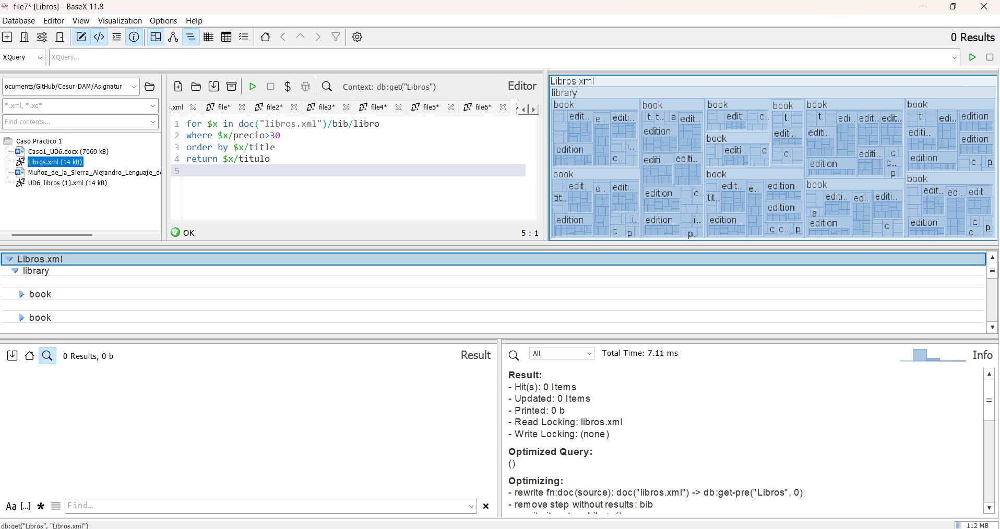 file7* [Libros] - BaseX 11.8
Database Editor View Visualization Options Help
0 Results
XQuery XQuery...
ocuments/GitHub/Cesur-DAM/Asignatur
*.xml, *.xq*
Find contents...
Caso Practico 1
Caso1_UD6.docx (7069 kB)
Libros.xml (14 kB)
Muñoz_de_la_Sierra_Alejandro_Lenguaje_de
UD6_libros (1).xml (14 kB)
Context: db:get("Libros") Editor
.xml file* file2* file3* file4* file5* file6*
1 for $x in doc("libros.xml")/bib/libro
2 where $x/precio>30
3 order by $x/title
4 return $x/titulo
5
OK 5 : 1
Libros.xml
library
book book book book book book
edit.. e.. editi.. t. t.. a edit.. edit.. c.. t. t. edi.. edit.. edit.. t. edi.. edition
edition i.. c.. edition editi.. editi.. book editi.. c c. editi.. edition editi.. c c.. p editi.. edition edition c.. p
book book book book
edit.. e.. editi.. tit.. edition c.. i.. p edition c.. edition i.. p. edit.. e.. edition tit.. edition edition c c.. p editi.. edi.. editi.. a edition c. edit.. edi.. edit.. edition c c.. p
Libros.xml
library
book
book
0 Results, 0 b Result
Aa [...] * Find...
All Total Time: 7.11 ms Info
Result:
- Hit(s): 0 Items
- Updated: 0 Items
- Printed: 0 b
- Read Locking: libros.xml
- Write Locking: (none)
Optimized Query:
()
Optimizing:
- rewrite fn:doc(source): doc("libros.xml") -> db:get-pre("Libros", 0)
- remove step without results: bib
db:get("Libros", "Libros.xml") 112 MB